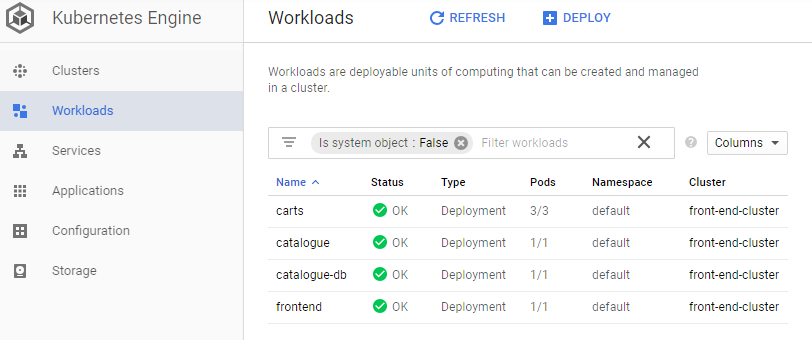 Kubernetes Engine
Workloads REFRESH DEPLOY
Clusters
Workloads
Services
Applications
Configuration
Storage
Workloads are deployable units of computing that can be created and managed
in a cluster.
Is system object : False Filter workloads Columns
Name Status Type Pods Namespace Cluster
carts OK Deployment 3/3 default front-end-cluster
catalogue OK Deployment 1/1 default front-end-cluster
catalogue-db OK Deployment 1/1 default front-end-cluster
frontend OK Deployment 1/1 default front-end-cluster